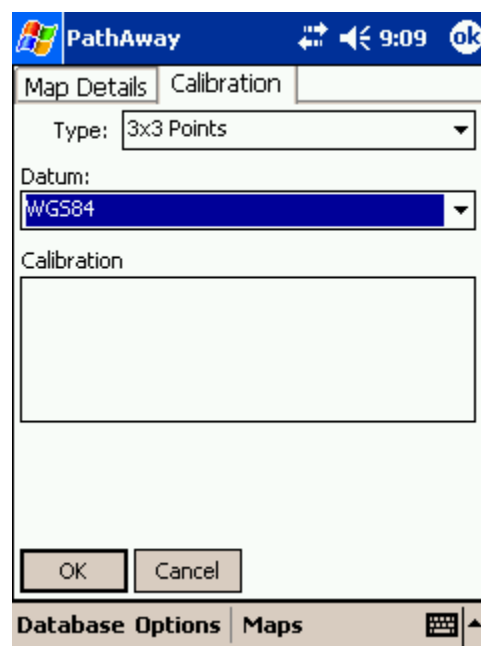 PathAway 9:09 ok
Map Details Calibration
Type: 3x3 Points
Datum:
WGS84
Calibration
OK Cancel
Database Options Maps